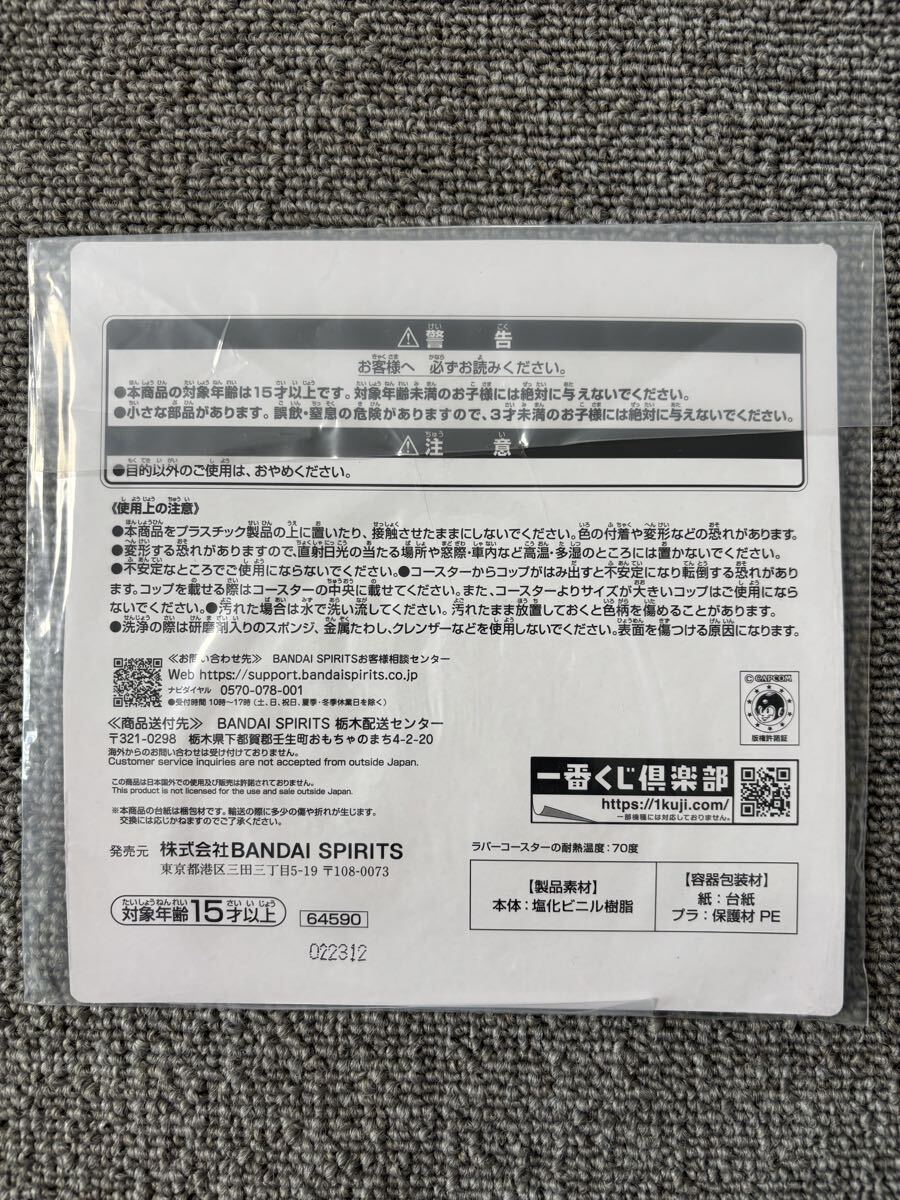 ⚠警告
お客様へ 必ずお読みください。
●本商品の対象年齢は15才以上です。対象年齢未満のお子様には絶対に与えないでください。
●小さな部品があります。誤飲・窒息の危険がありますので、3才未満のお子様には絶対に与えないでください。
⚠注意
●目的以外のご使用は、おやめください。
《使用上の注意》
●本商品をプラスチック製品の上に置いたり、接触させたままにしないでください。色の付着や変形などの恐れがあります。
●変形する恐れがありますので、直射日光の当たる場所や窓際・車内など高温・多湿のところには置かないでください。
●不安定なところでご使用にならないでください。●コースターからコップがはみ出すと不安定になり転倒する恐れがあり
ます。コップを載せる際はコースターの中央に載せてください。また、コースターよりサイズが大きいコップはご使用になら
ないでください。●汚れた場合は水で洗い流してください。汚れたまま放置しておくと色柄を傷めることがあります。
●洗浄の際は研磨剤入りのスポンジ、金属たわし、クレンザーなどを使用しないでください。表面を傷つける原因になります。
≪お問い合わせ先≫ BANDAI SPIRITSお客様相談センター
Web https://support.bandaispirits.co.jp
ナビダイヤル 0570-078-001
●受付時間 10時〜17時(土、日、祝日、夏季・冬季休業日を除く)
≪商品送付先≫ BANDAI SPIRITS 栃木配送センター
〒321-0298 栃木県下都賀郡壬生町おもちゃのまち4-2-20
海外からのお問い合わせは受け付けておりません。
Customer service inquiries are not accepted from outside Japan.
この商品は日本国外での使用及び販売は許諾されておりません。
This product is not licensed for the use and sale outside Japan.
※本商品の台紙は梱包材です。輸送の際に多少の傷や折れが生じます。
交換には応じかねますのでご了承ください。
発売元 株式会社BANDAI SPIRITS
東京都港区三田三丁目5-19 〒108-0073
対象年齢15才以上
64590
022312
©CAPCOM
版権許諾証
一番くじ倶楽部
https://1kuji.com/
一部機種には対応しておりません。
ラバーコースターの耐熱温度:70度
【製品素材】
本体:塩化ビニル樹脂
【容器包装材】
紙:台紙
プラ:保護材 PE